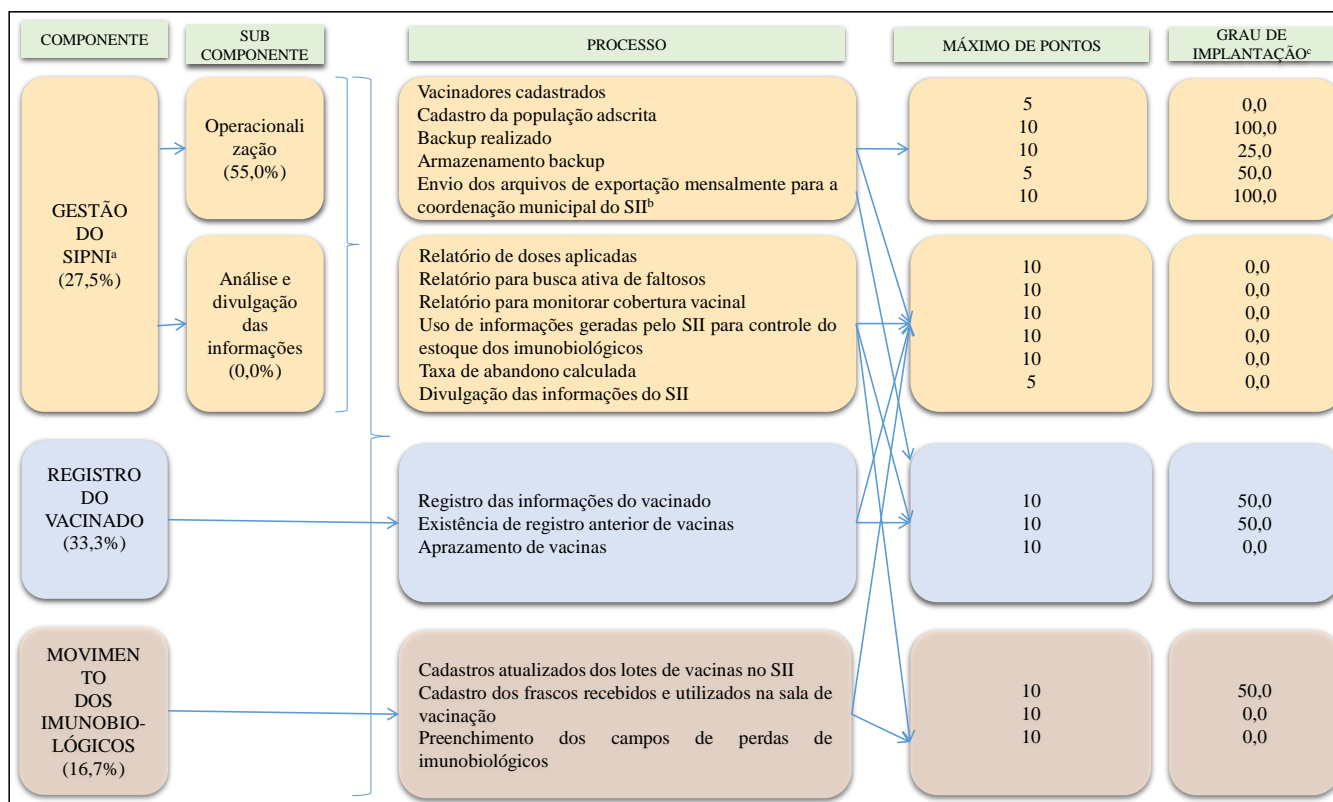 COMPONENTE
SUB
COMPONENTE
PROCESSO
MÁXIMO DE PONTOS
GRAU DE
IMPLANTAÇÃOᶜ
GESTÃO
DO
SIPNIᵃ
(27,5%)
Operacionali
zação
(55,0%)
Vacinadores cadastrados
Cadastro da população adscrita
Backup realizado
Armazenamento backup
Envio dos arquivos de exportação mensalmente para a
coordenação municipal do SIIᵇ
5
10
10
5
10
0,0
100,0
25,0
50,0
100,0
Análise e
divulgação
das
informações
(0,0%)
Relatório de doses aplicadas
Relatório para busca ativa de faltosos
Relatório para monitorar cobertura vacinal
Uso de informações geradas pelo SII para controle do
estoque dos imunobiológicos
Taxa de abandono calculada
Divulgação das informações do SII
10
10
10
10
10
5
0,0
0,0
0,0
0,0
0,0
0,0
REGISTRO
DO
VACINADO
(33,3%)
Registro das informações do vacinado
Existência de registro anterior de vacinas
Aprazamento de vacinas
10
10
10
50,0
50,0
0,0
MOVIMEN
TO
DOS
IMUNOBIO-
LÓGICOS
(16,7%)
Cadastros atualizados dos lotes de vacinas no SII
Cadastro dos frascos recebidos e utilizados na sala de
vacinação
Preenchimento dos campos de perdas de
imunobiológicos
10
10
10
50,0
0,0
0,0